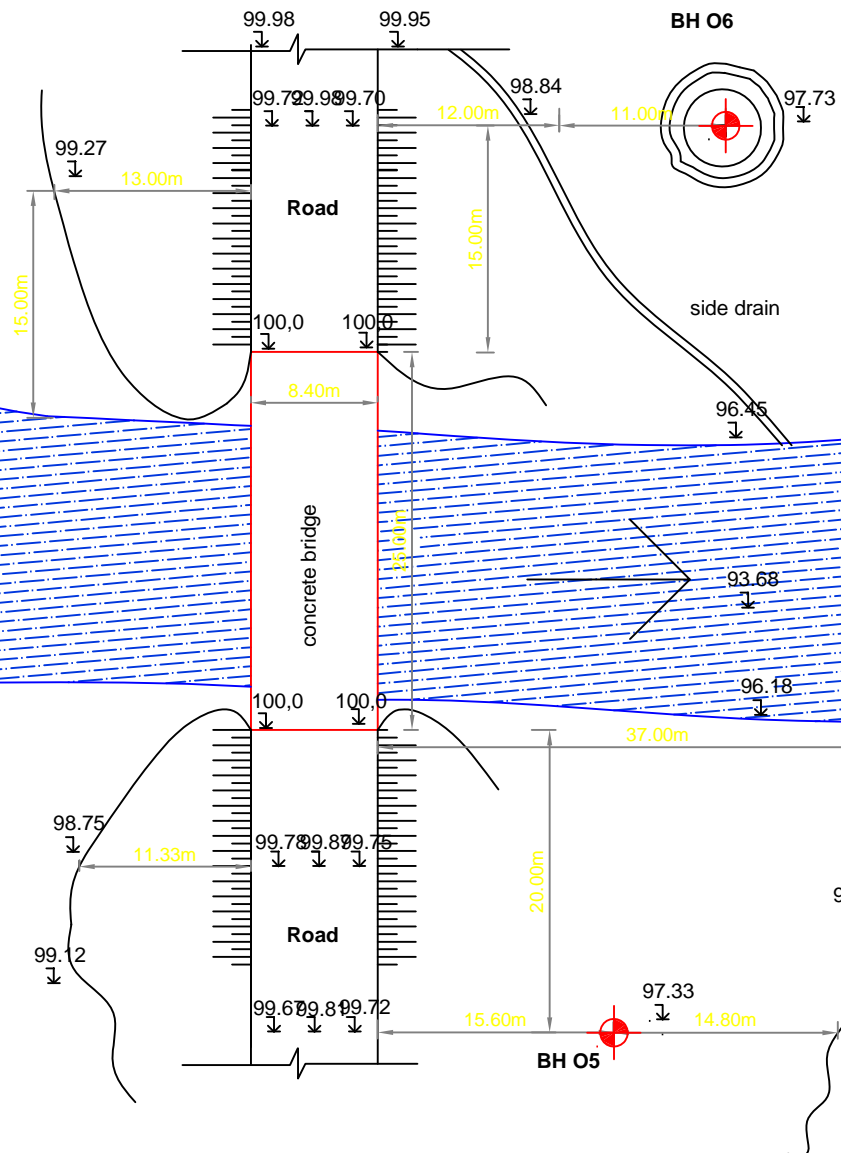 99.98
99.95
BH O6
99.72
99.98
99.70
98.84
97.73
12.00m
11.00m
99.27
13.00m
Road
15.00m
15.00m
side drain
100,0
100,0
8.40m
96.45
concrete bridge
93.68
96.18
100,0
100,0
37.00m
98.75
11.33m
99.78
99.87
99.75
20.00m
Road
99.12
99.67
99.81
99.72
97.33
15.60m
14.80m
BH O5